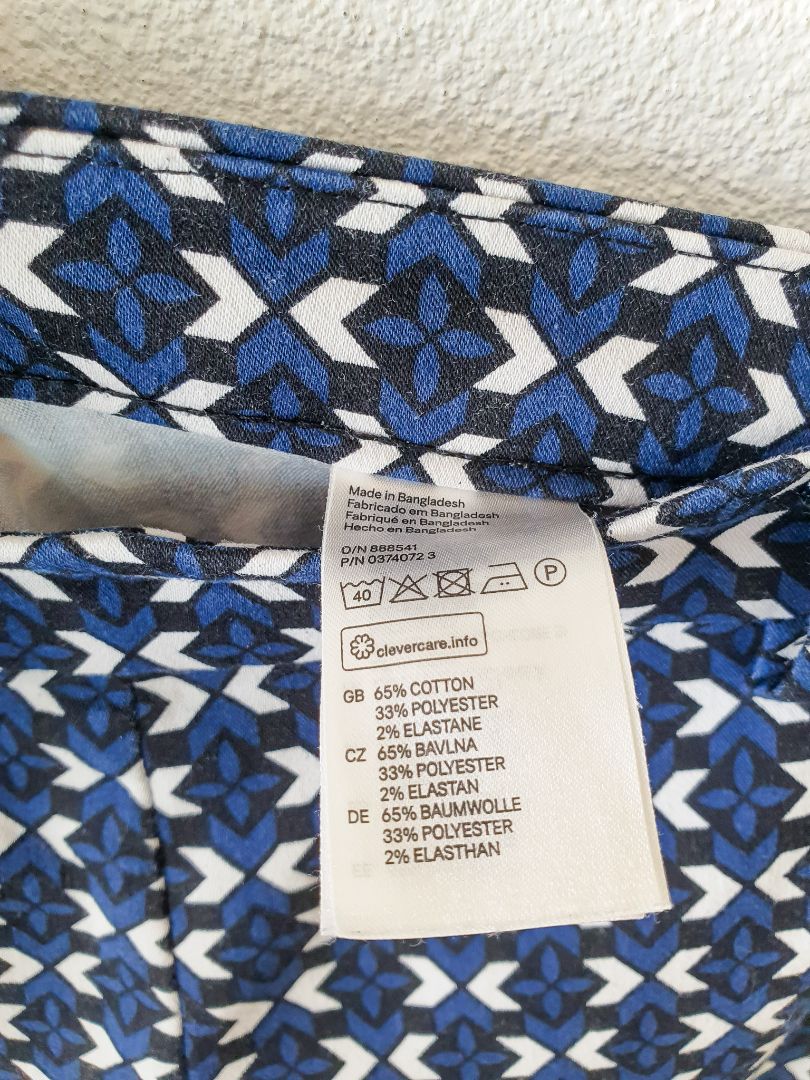 Made in Bangladesh
Fabricado em Bangladesh
Fabriqué en Bangladesh
Hecho en Bangladesh
O/N 888541
P/N 0374072 3
40 P
clevercare.info
GB 65% COTTON
33% POLYESTER
2% ELASTANE
CZ 65% BAVLNA
33% POLYESTER
2% ELASTAN
DE 65% BAUMWOLLE
33% POLYESTER
2% ELASTHAN